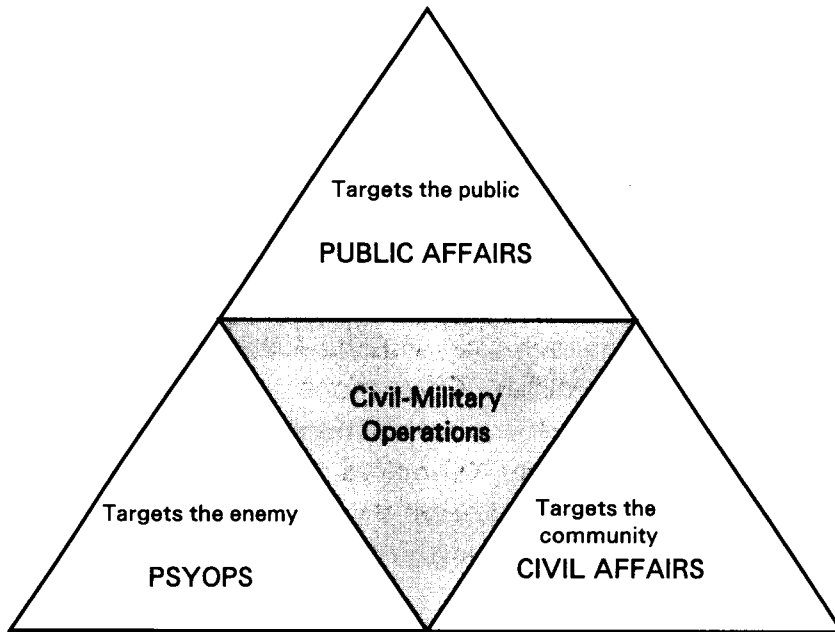 Targets the public
PUBLIC AFFAIRS
Civil-Military
Operations
Targets the enemy
PSYOPS
Targets the
community
CIVIL AFFAIRS